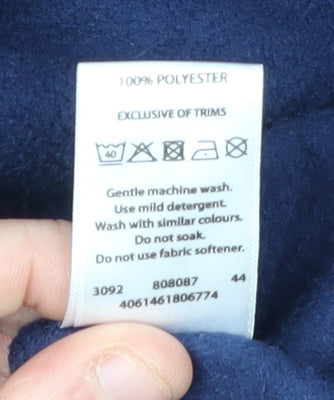 100% POLYESTER
EXCLUSIVE OF TRIMS
40
Gentle machine wash.
Use mild detergent.
Wash with similar colours.
Do not soak.
Do not use fabric softener.
3092 808087 44
4061461806774